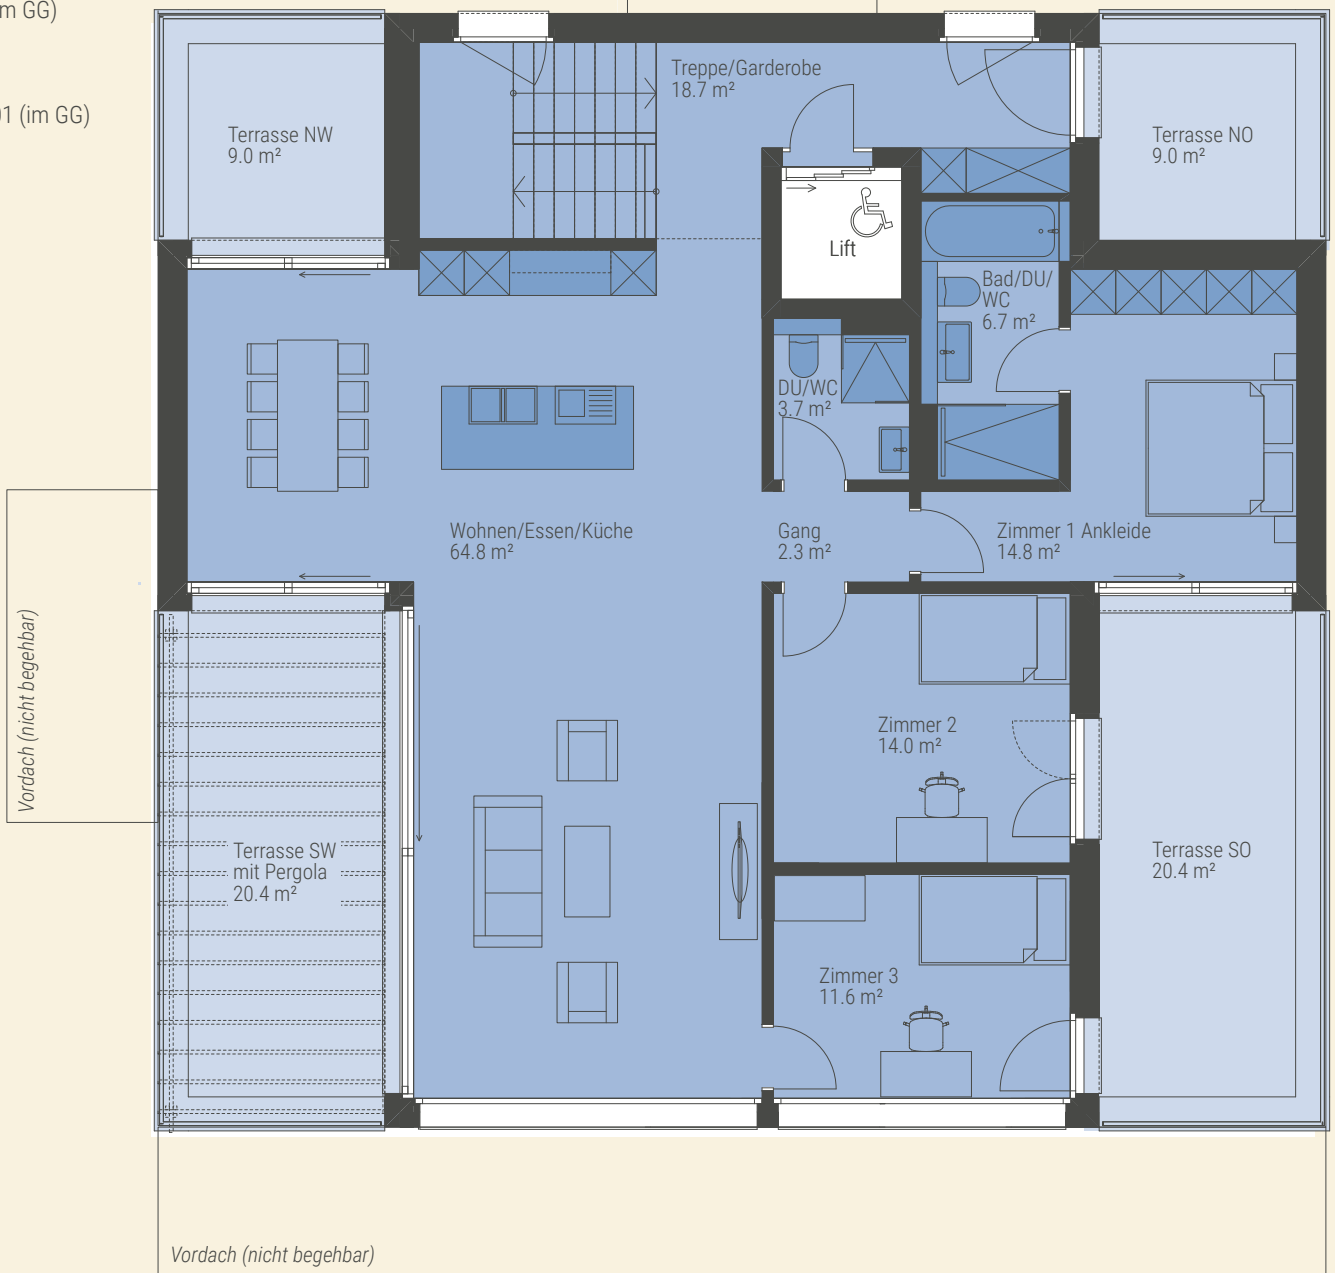 m GG)
01 (im GG)
Treppe/Garderobe
18.7 m²
Terrasse NW
9.0 m²
Terrasse NO
9.0 m²
Lift
Bad/DU/
WC
6.7 m²
DU/WC
3.7 m²
Wohnen/Essen/Küche
64.8 m²
Gang
2.3 m²
Zimmer 1 Ankleide
14.8 m²
Vordach (nicht begehbar)
Zimmer 2
14.0 m²
Terrasse SW
mit Pergola
20.4 m²
Terrasse SO
20.4 m²
Zimmer 3
11.6 m²
Vordach (nicht begehbar)